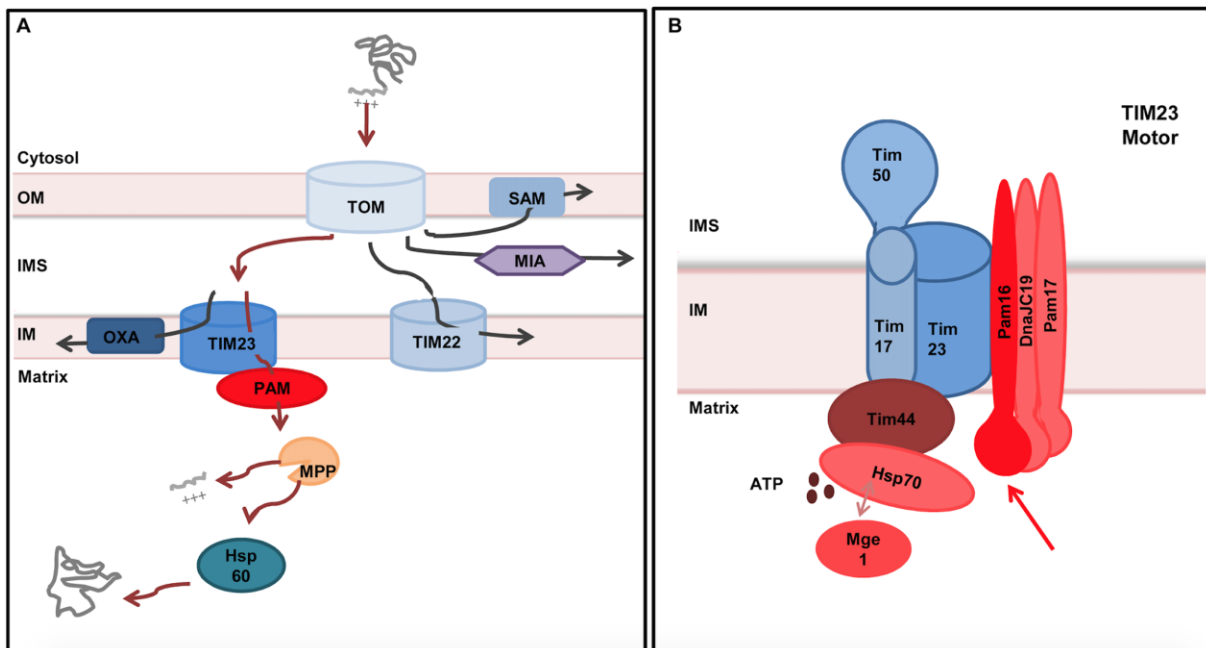 A
+++
Cytosol
OM
TOM
SAM
IMS
MIA
IM
OXA
TIM23
TIM22
Matrix
PAM
MPP
+++
Hsp
60
B
TIM23
Motor
Tim
50
IMS
IM
Tim
17
Tim
23
Pam16
DnaJC19
Pam17
Matrix
Tim44
Hsp70
ATP
Mge
1